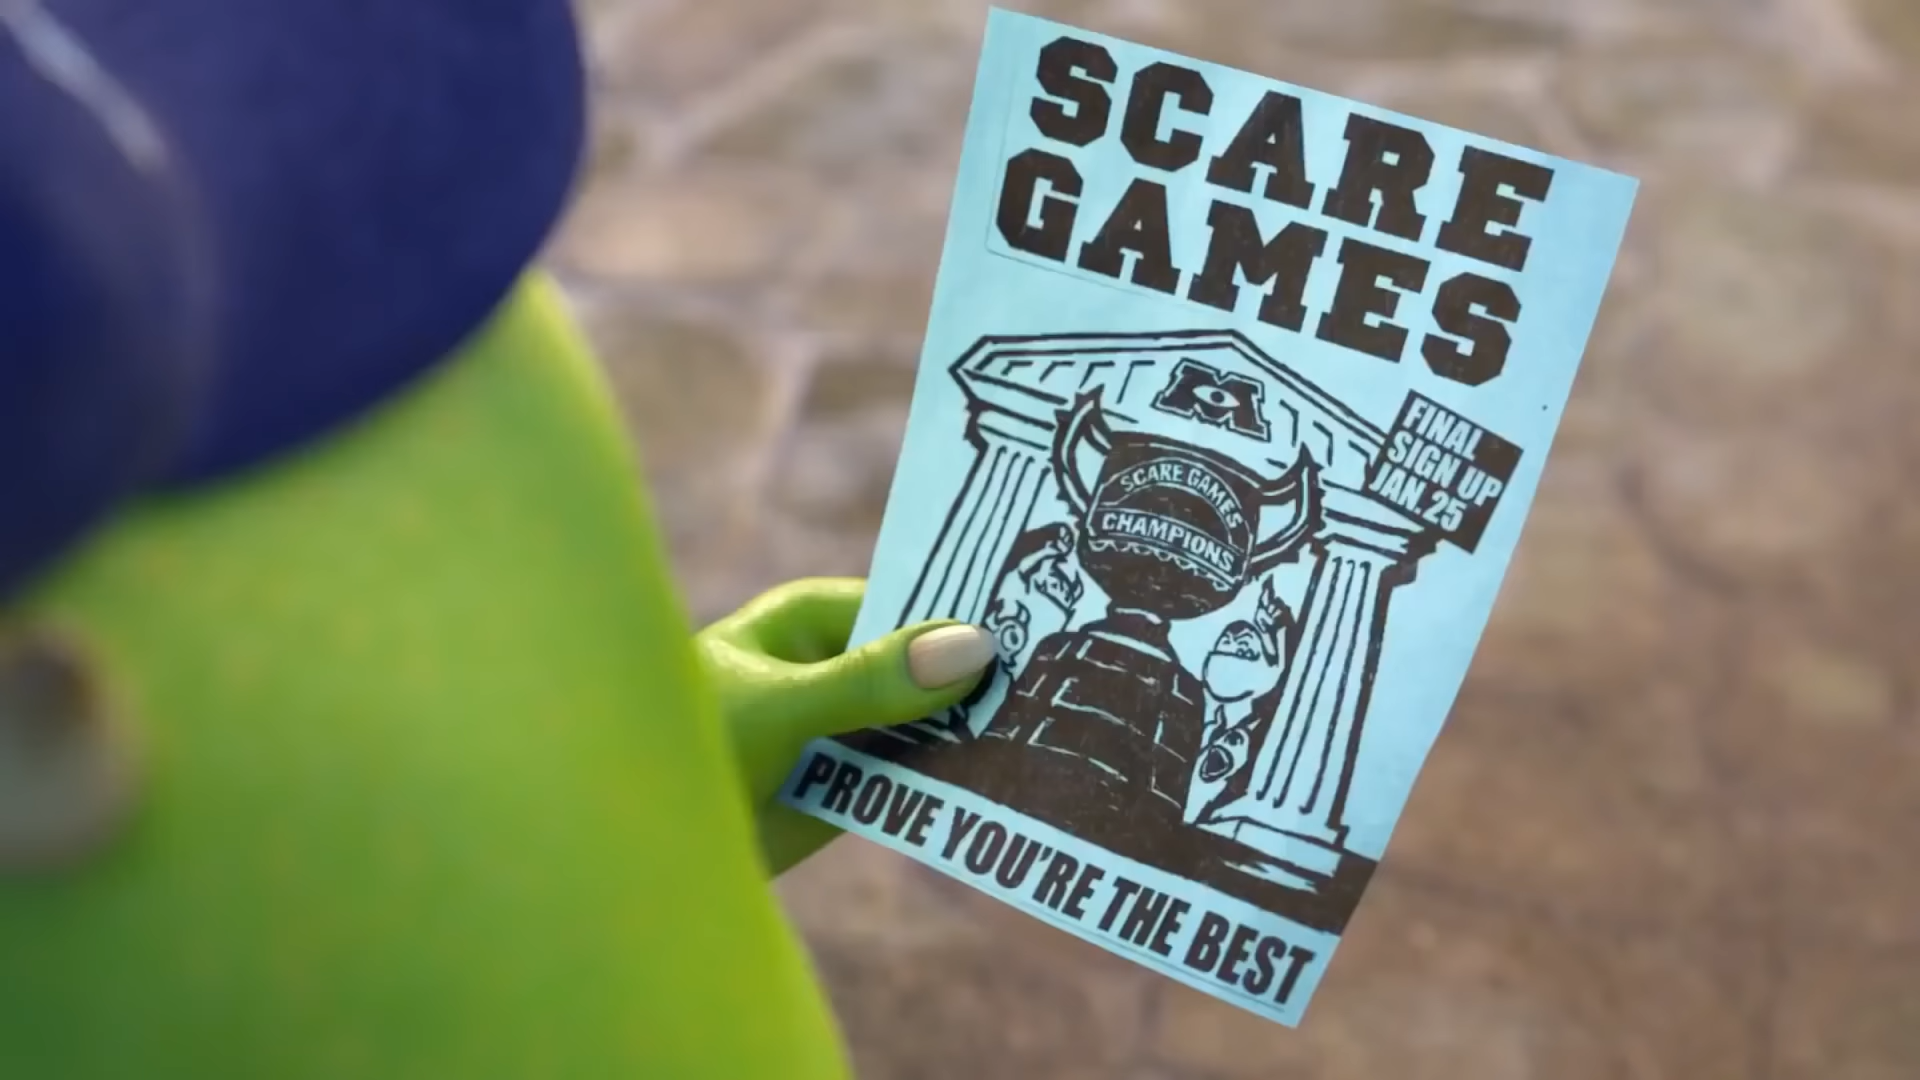 SCARE
GAMES
M
FINAL
SIGN UP
JAN. 25
SCARE GAMES
CHAMPIONS
PROVE YOU'RE THE BEST